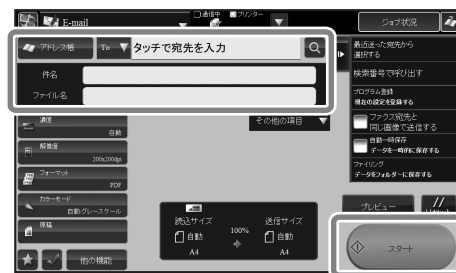 E-mail
通信中 プリンター
ジョブ状況
アドレス帳 To タッチで宛先を入力
件名
ファイル名
最近送った宛先から
選択する
検索番号で呼び出す
プログラム登録
現在の設定を登録する
ファクス宛先と
同じ画像で送信する
自動一時保存
データを一時的に保存する
ファイリング
データをフォルダーに保存する
濃度
自動
解像度
200x200dpi
フォーマット
PDF
カラーモード
自動/グレースケール
原稿
その他の機能
その他の項目
読込サイズ 送信サイズ
自動 100% 自動
A4 A4
プレビュー
スタート